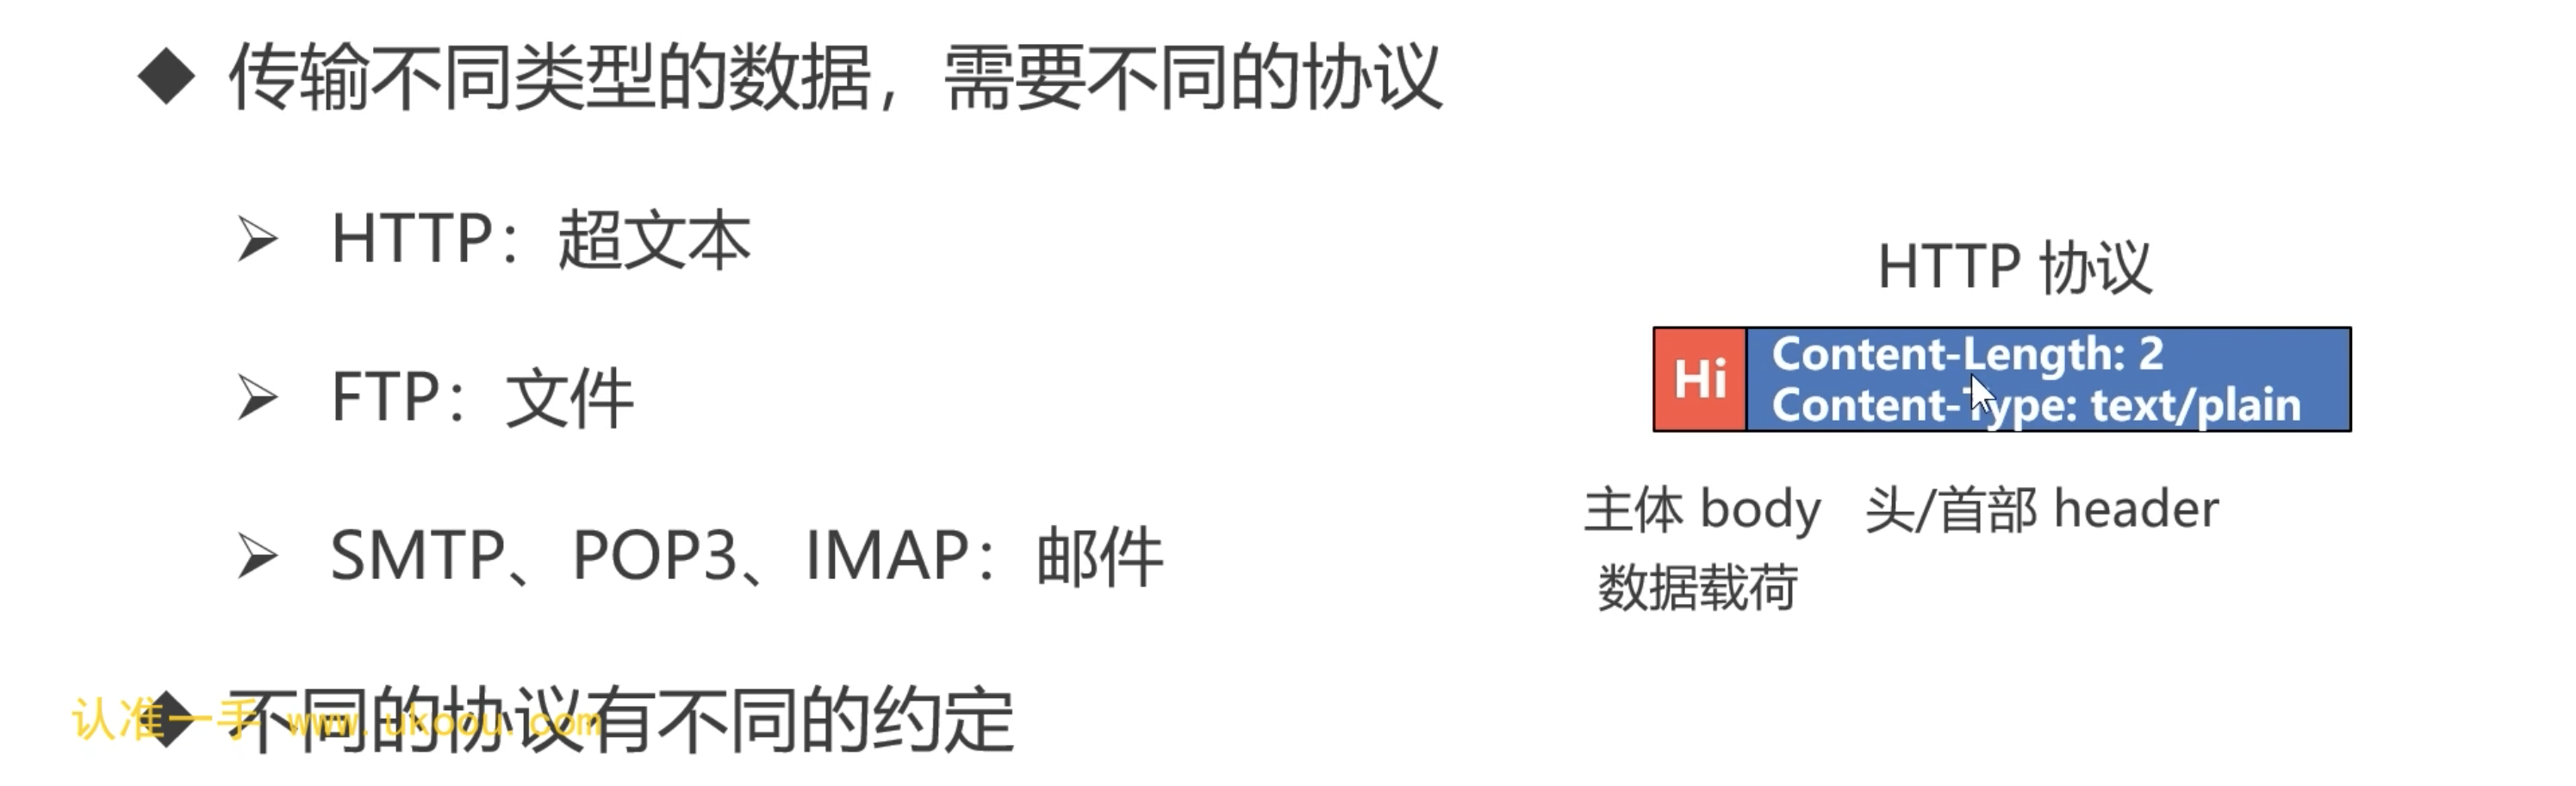 传输不同类型的数据，需要不同的协议
HTTP：超文本
FTP：文件
SMTP、POP3、IMAP：邮件
不同的协议有不同的约定
认准一手 www.ukoou.com
HTTP 协议
Hi
Content-Length: 2
Content-Type: text/plain
主体 body 头/首部 header
数据载荷